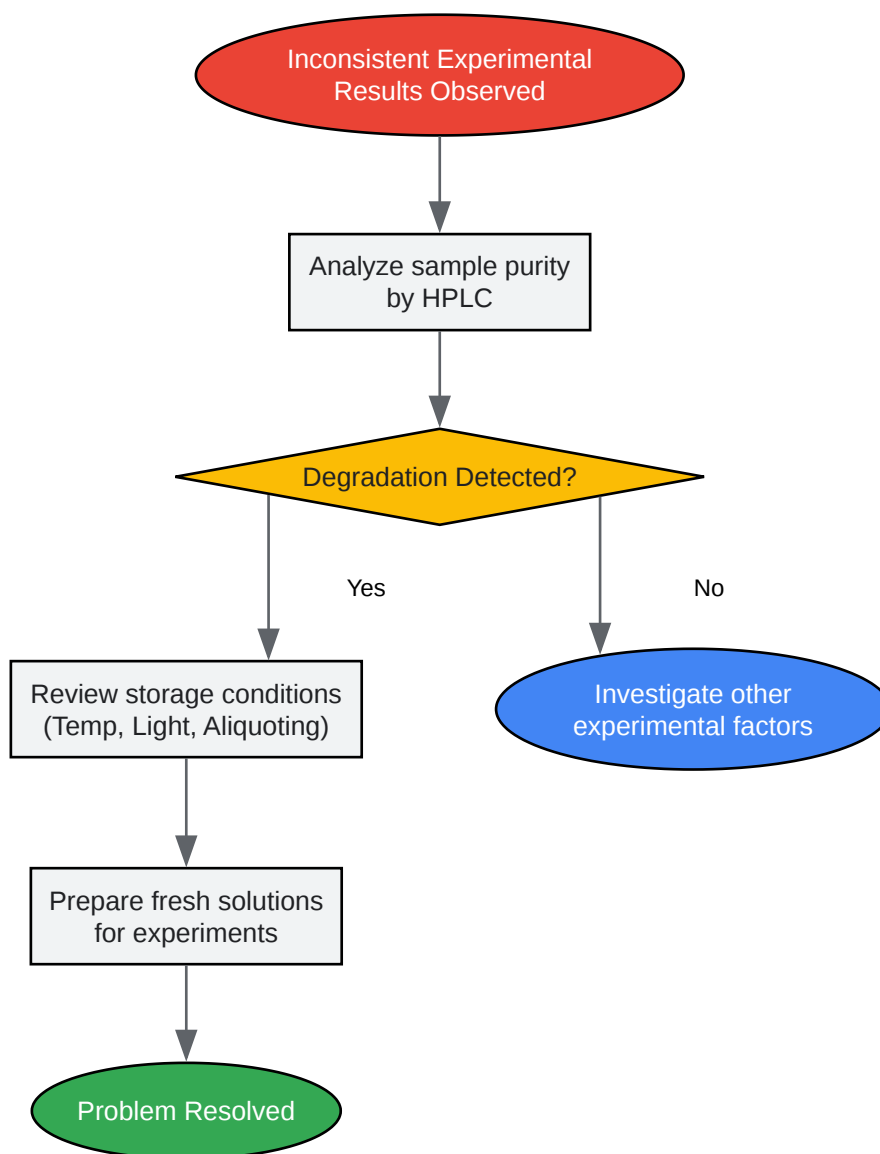 Inconsistent Experimental
Results Observed
Analyze sample purity
by HPLC
Degradation Detected?
Yes
No
Review storage conditions
(Temp, Light, Aliquoting)
Investigate other
experimental factors
Prepare fresh solutions
for experiments
Problem Resolved